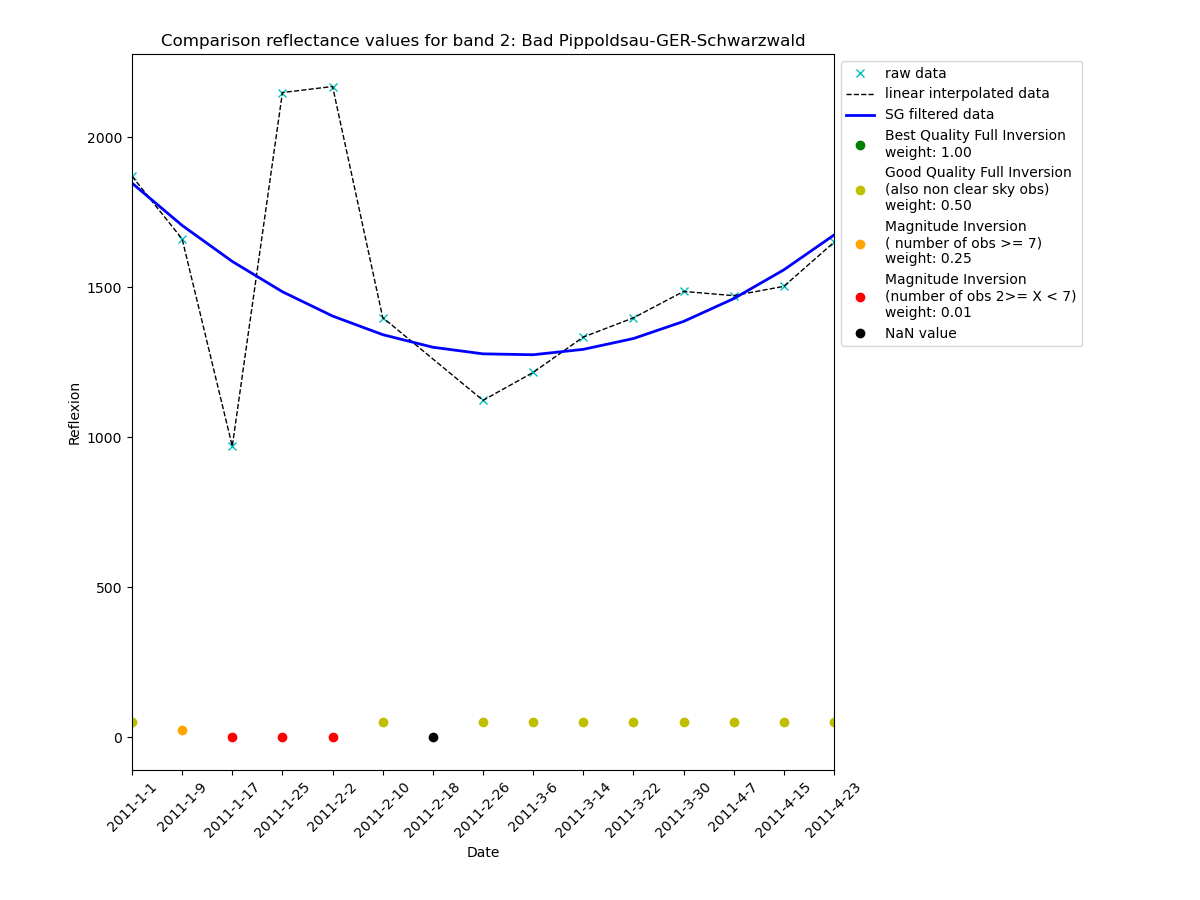 Comparison reflectance values for band 2: Bad Pippoldsau-GER-Schwarzwald
raw data
linear interpolated data
SG filtered data
Best Quality Full Inversion
weight: 1.00
Good Quality Full Inversion
(also non clear sky obs)
weight: 0.50
Magnitude Inversion
( number of obs >= 7)
weight: 0.25
Magnitude Inversion
(number of obs 2>= X < 7)
weight: 0.01
NaN value
Reflexion
2000
1500
1000
500
0
2011-1-1
2011-1-9
2011-1-17
2011-1-25
2011-2-2
2011-2-10
2011-2-18
2011-2-26
2011-3-6
2011-3-14
2011-3-22
2011-3-30
2011-4-7
2011-4-15
2011-4-23
Date